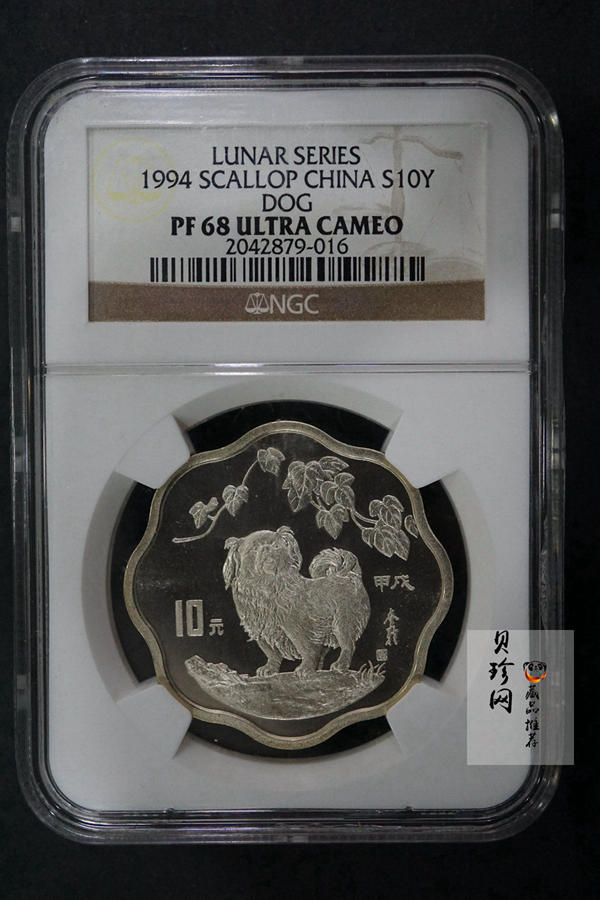 LUNAR SERIES
1994 SCALLOP CHINA S10Y
DOG
PF 68 ULTRA CAMEO
2042879-016
NGC
甲戌
10元
贝珍网
藏品推荐